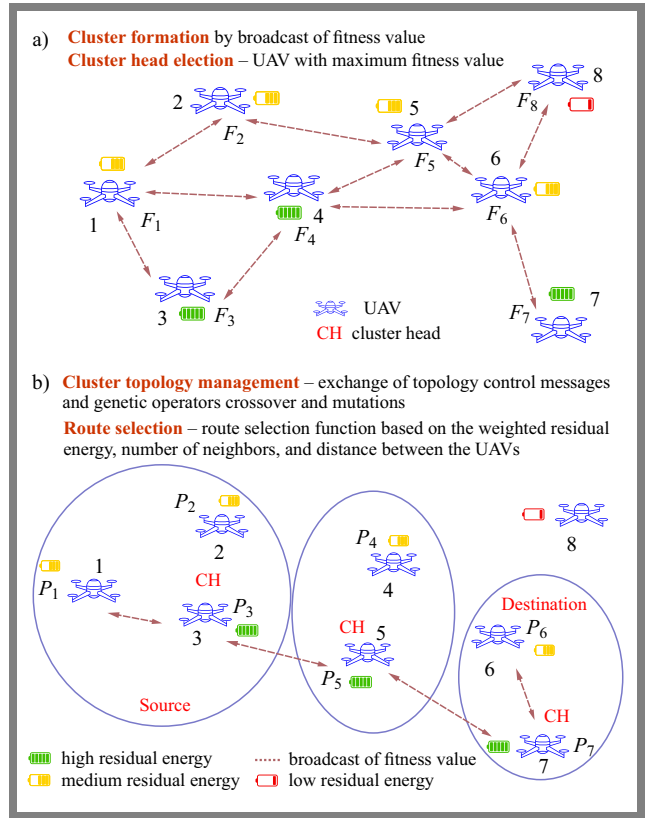 a) Cluster formation by broadcast of fitness value
Cluster head election – UAV with maximum fitness value
2
F2
5
F5
8
F8
1
F1
4
F4
6
F6
3
F3
7
F7
UAV
CH cluster head
b) Cluster topology management – exchange of topology control messages
and genetic operators crossover and mutations
Route selection – route selection function based on the weighted residual
energy, number of neighbors, and distance between the UAVs
P2
2
P4
4
8
1
P1
CH
P3
3
CH
5
P5
Destination
P6
6
CH
P7
7
Source
high residual energy
broadcast of fitness value
medium residual energy
low residual energy